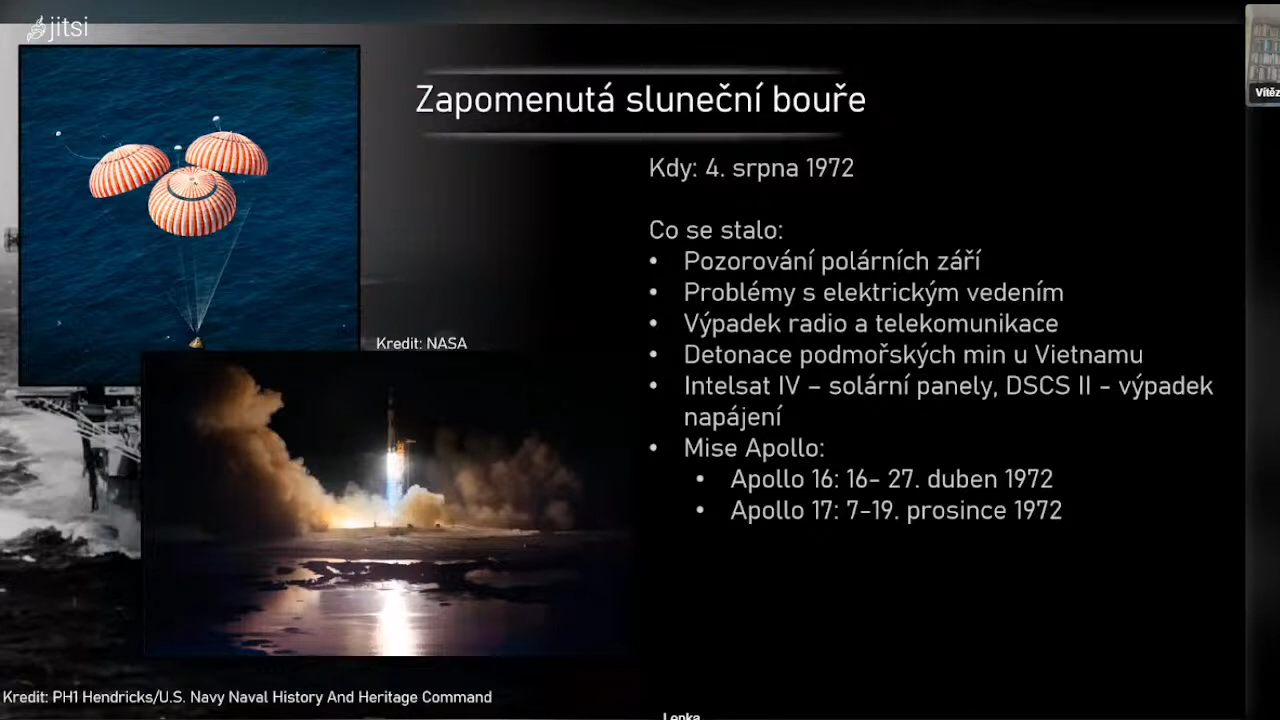 jitsi
Zapomenutá sluneční bouře
Kdy: 4. srpna 1972
Co se stalo:
• Pozorování polárních září
• Problémy s elektrickým vedením
• Výpadek radio a telekomunikace
• Detonace podmořských min u Vietnamu
• Intelsat IV – solární panely, DSCS II - výpadek
napájení
• Mise Apollo:
• Apollo 16: 16- 27. duben 1972
• Apollo 17: 7-19. prosince 1972
Kredit: NASA
Kredit: PH1 Hendricks/U.S. Navy Naval History And Heritage Command
Vítěz
Lenka